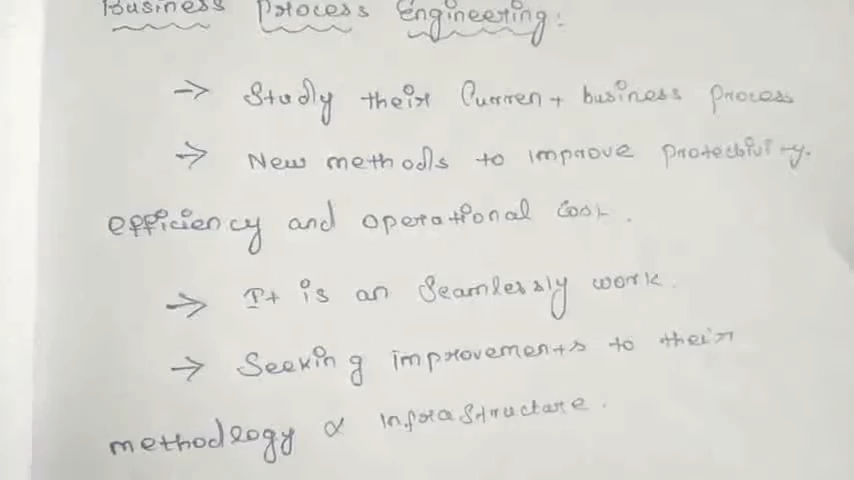 Business Process Engineering:
→ Study their Current business process
→ New methods to improve protectivity.
efficiency and operational cost.
→ It is an Seamlessly work.
→ Seeking improvements to their
methodlogy & Infrastructure.